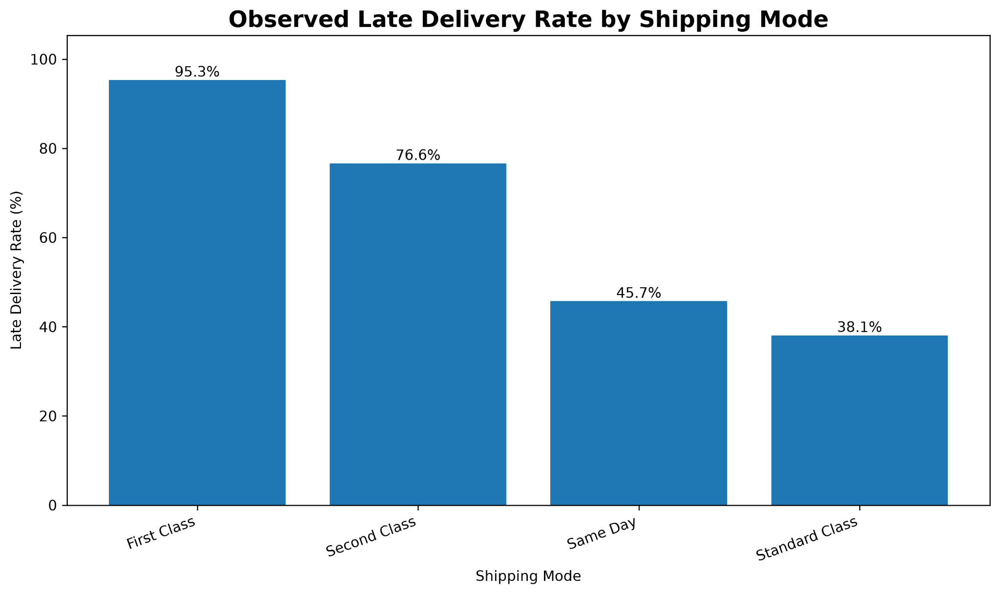 Observed Late Delivery Rate by Shipping Mode
Late Delivery Rate (%)
100
80
60
40
20
0
95.3%
76.6%
45.7%
38.1%
First Class
Second Class
Same Day
Standard Class
Shipping Mode